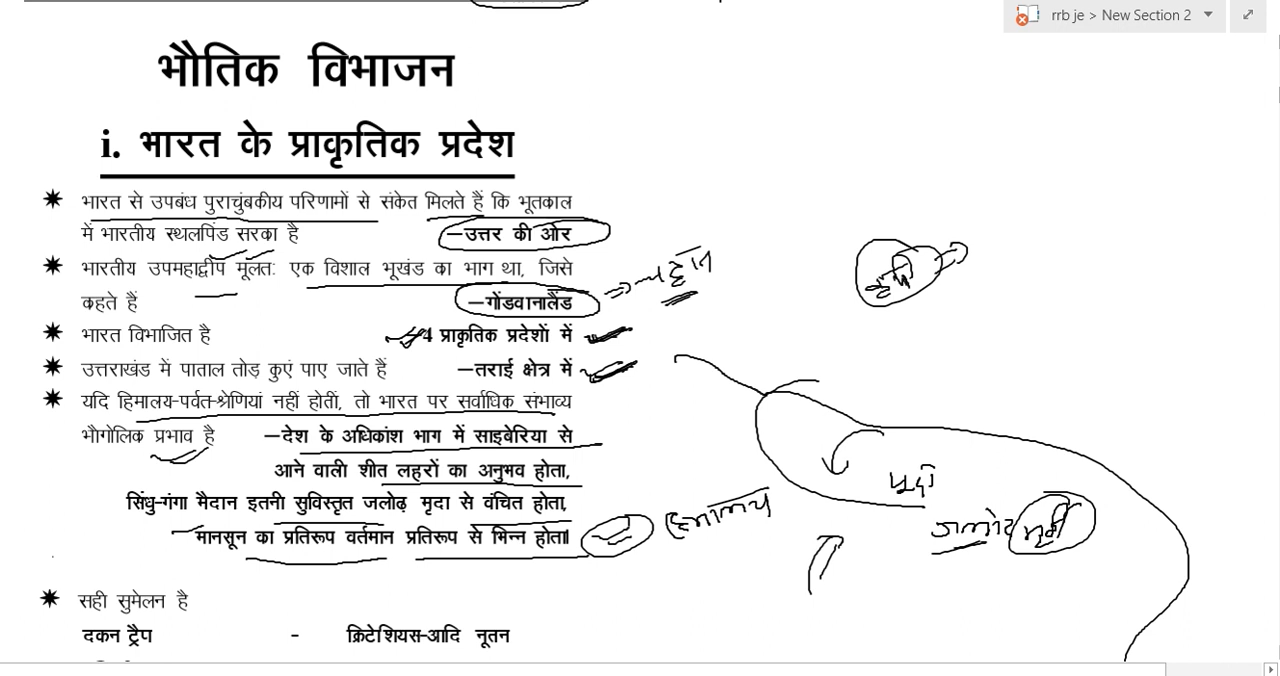 rrb je > New Section 2
भौतिक विभाजन
i. भारत के प्राकृतिक प्रदेश
✷ भारत से उपबंध पुराचुंबकीय परिणामों से संकेत मिलते हैं कि भूतकाल
में भारतीय स्थलपिंड सरका है –उत्तर की ओर
✷ भारतीय उपमहाद्वीप मूलत: एक विशाल भूखंड का भाग था, जिसे
कहते हैं –गोंडवानालैंड
✷ भारत विभाजित है –4 प्राकृतिक प्रदेशों में
✷ उत्तराखंड में पाताल तोड़ कुएं पाए जाते हैं –तराई क्षेत्र में
✷ यदि हिमालय-पर्वत-श्रेणियां नहीं होतीं, तो भारत पर सर्वाधिक संभाव्य
भौगोलिक प्रभाव है –देश के अधिकांश भाग में साइबेरिया से
आने वाली शीत लहरों का अनुभव होता,
सिंधु-गंगा मैदान इतनी सुविस्तृत जलोढ़ मृदा से वंचित होता,
मानसून का प्रतिरूप वर्तमान प्रतिरूप से भिन्न होता।
हिमालय
✷ सही सुमेलन है
दकन ट्रैप - क्रिटेशियस-आदि नूतन